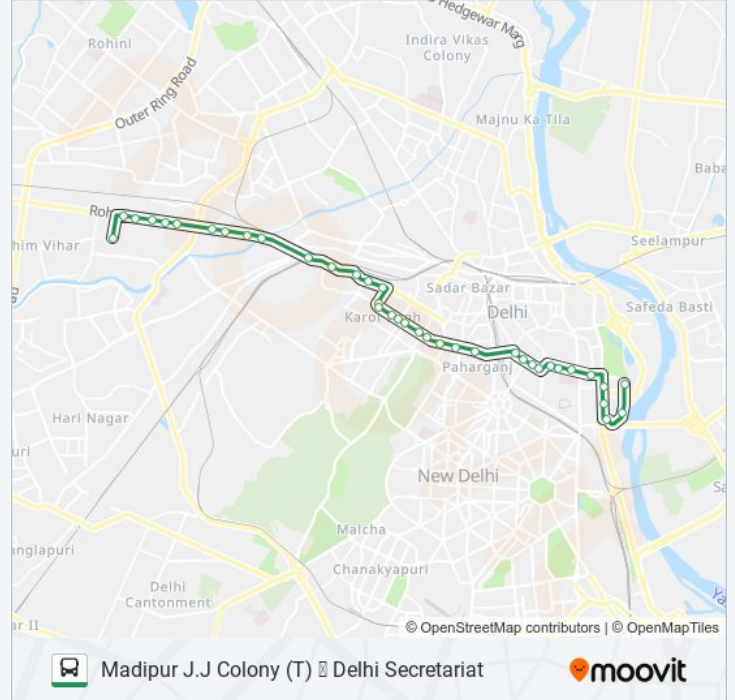 Hedgewar Marg
Rohini
Indira Vikas
Colony
Outer Ring Road
Majnu Ka Tila
Baba
Roh
him Vihar
Seelampur
Sadar Bazar
Safeda Basti
Delhi
Karol Bagh
Paharganj
Hari Nagar
uri
New Delhi
Sa
Malcha
anglapuri
Chanakyapuri
Delhi
Cantonment
Ya
ar II
© OpenStreetMap contributors | © OpenMapTiles
Madipur J.J Colony (T) Delhi Secretariat
moovit